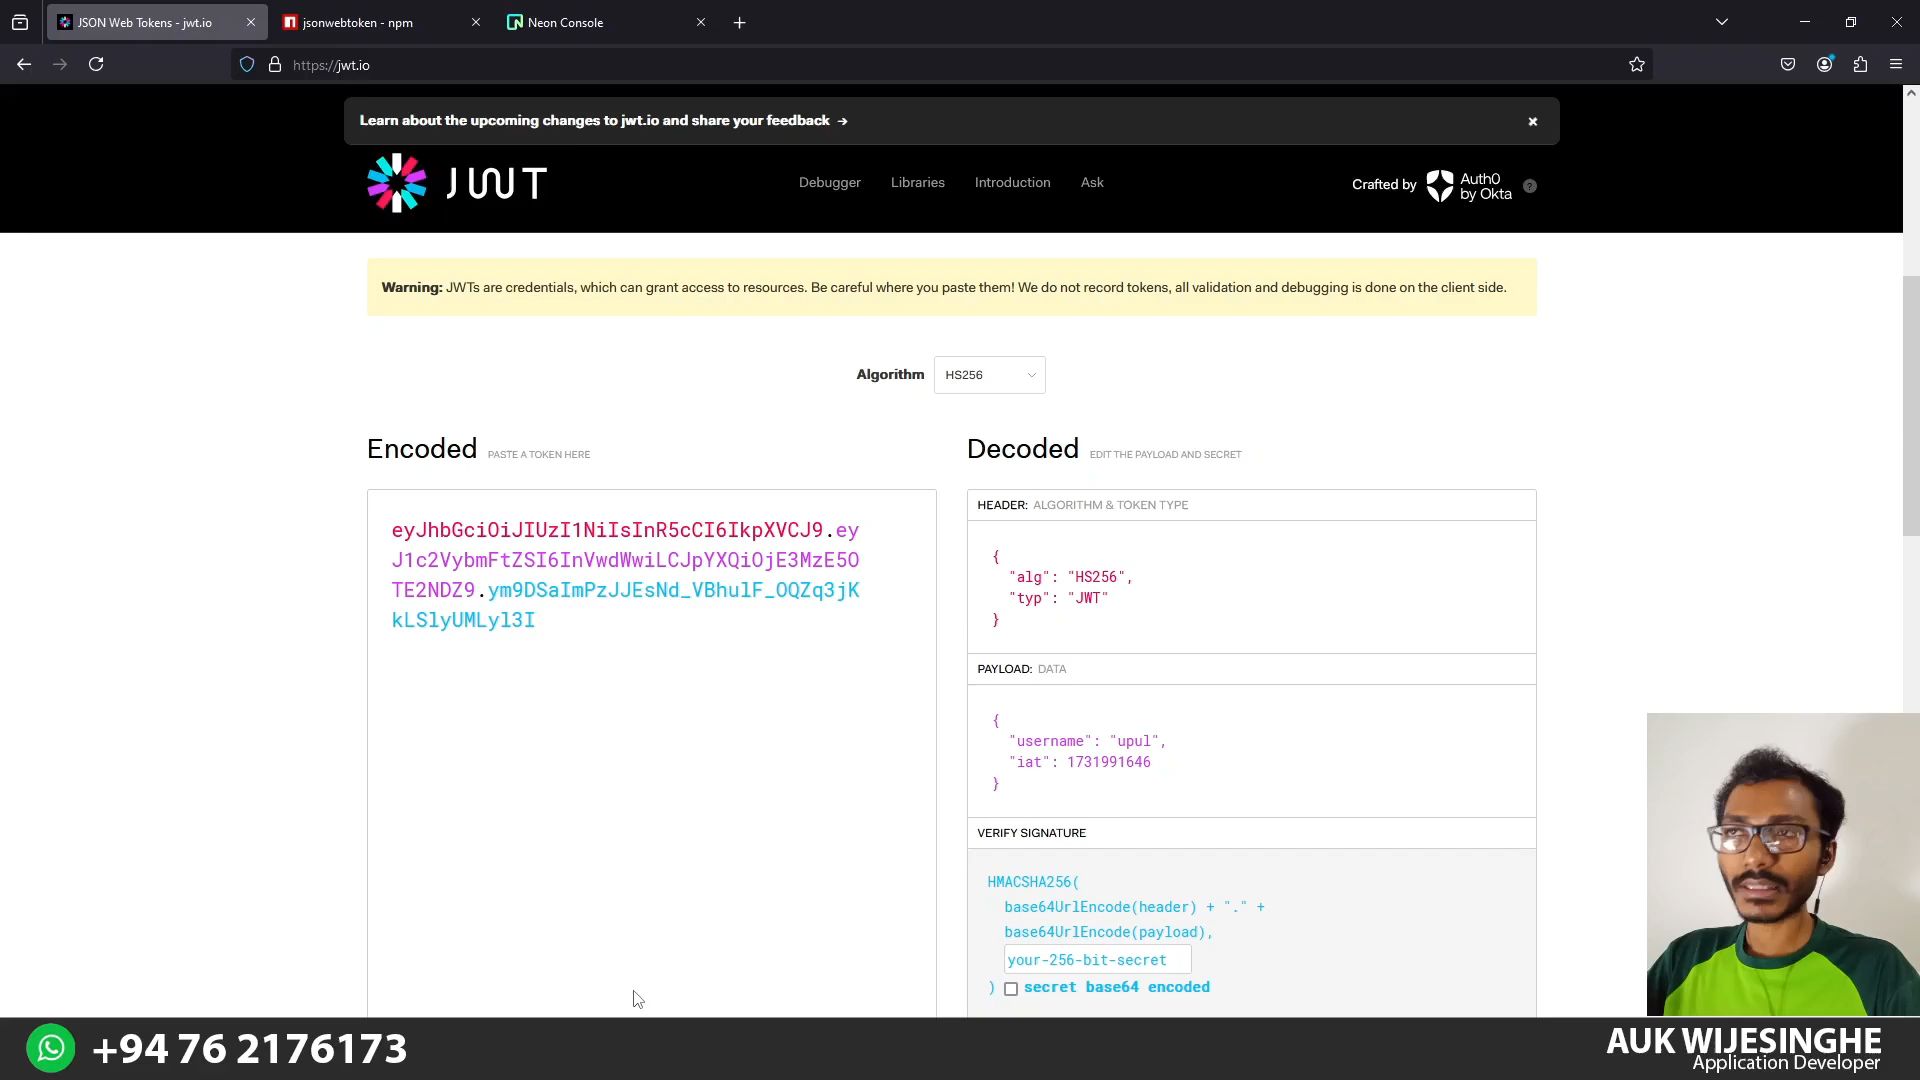 JSON Web Tokens - jwt.io
jsonwebtoken - npm
Neon Console
https://jwt.io
Learn about the upcoming changes to jwt.io and share your feedback →
JWT
Debugger
Libraries
Introduction
Ask
Crafted by
Auth0
by Okta
?
Warning: JWTs are credentials, which can grant access to resources. Be careful where you paste them! We do not record tokens, all validation and debugging is done on the client side.
Algorithm
HS256
Encoded PASTE A TOKEN HERE
eyJhbGciOiJIUzI1NiIsInR5cCI6IkpXVCJ9.ey
J1c2VybmFtZSI6InVwdWwiLCJpYXQiOjE3MzE5O
TE2NDZ9.ym9DSaImPzJJEsNd_VBhulF_OQZq3jK
kLSlyUMLyl3I
Decoded EDIT THE PAYLOAD AND SECRET
HEADER: ALGORITHM & TOKEN TYPE
{
"alg": "HS256",
"typ": "JWT"
}
PAYLOAD: DATA
{
"username": "upul",
"iat": 1731991646
}
VERIFY SIGNATURE
HMACSHA256(
base64UrlEncode(header) + "." +
base64UrlEncode(payload),
your-256-bit-secret
) secret base64 encoded
+94 76 2176173
AUK WIJESINGHE
Application Developer